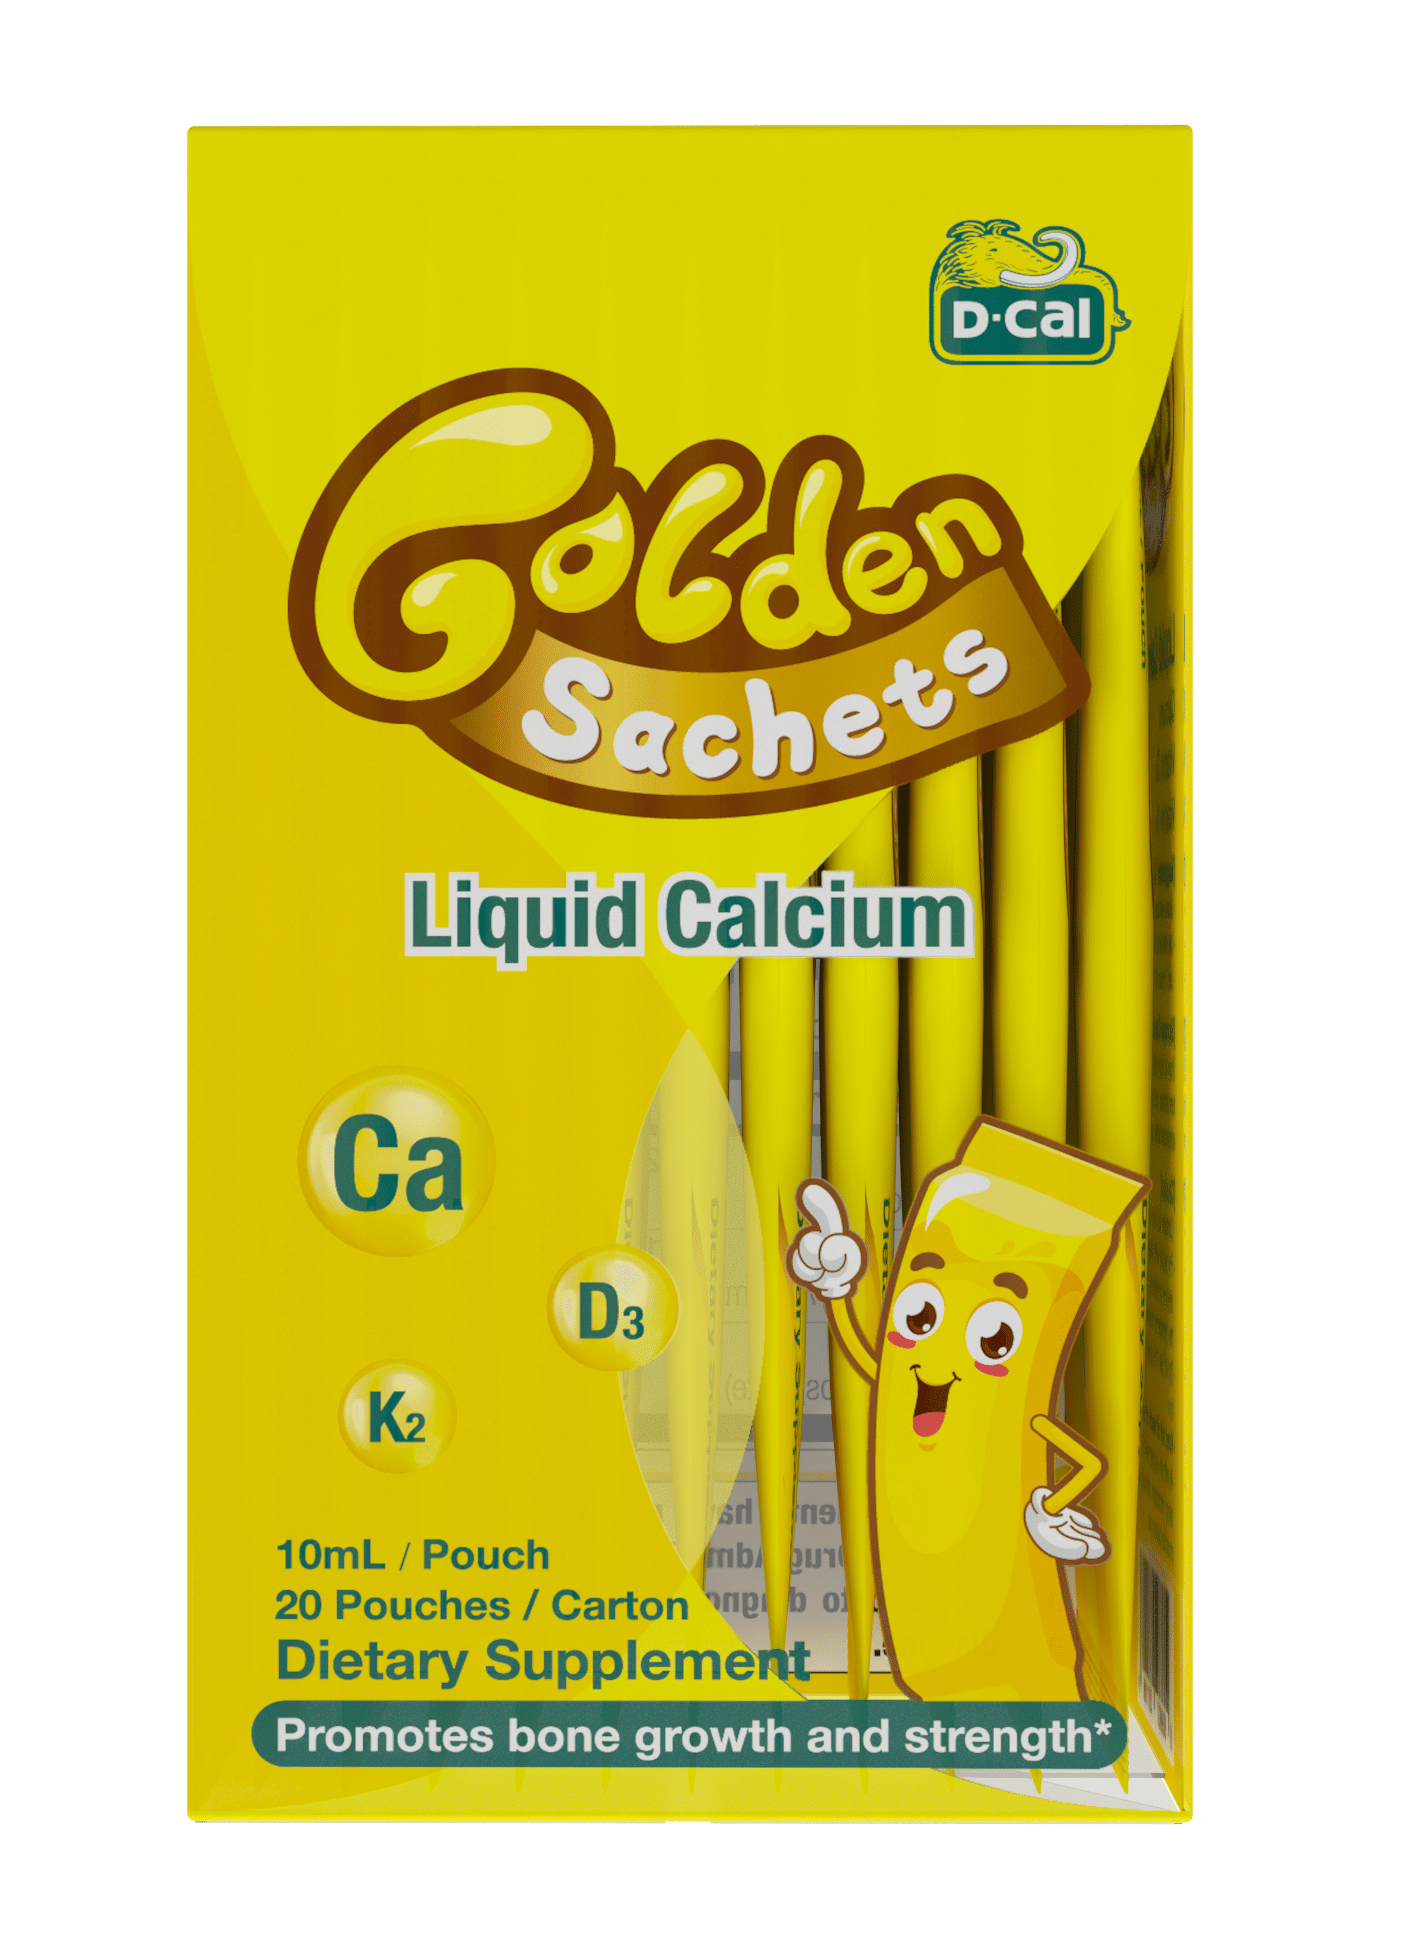 D-Cal
Golden
Sachets
Liquid Calcium
Ca
D3
K2
10mL / Pouch
20 Pouches / Carton
Dietary Supplement
Promotes bone growth and strength*